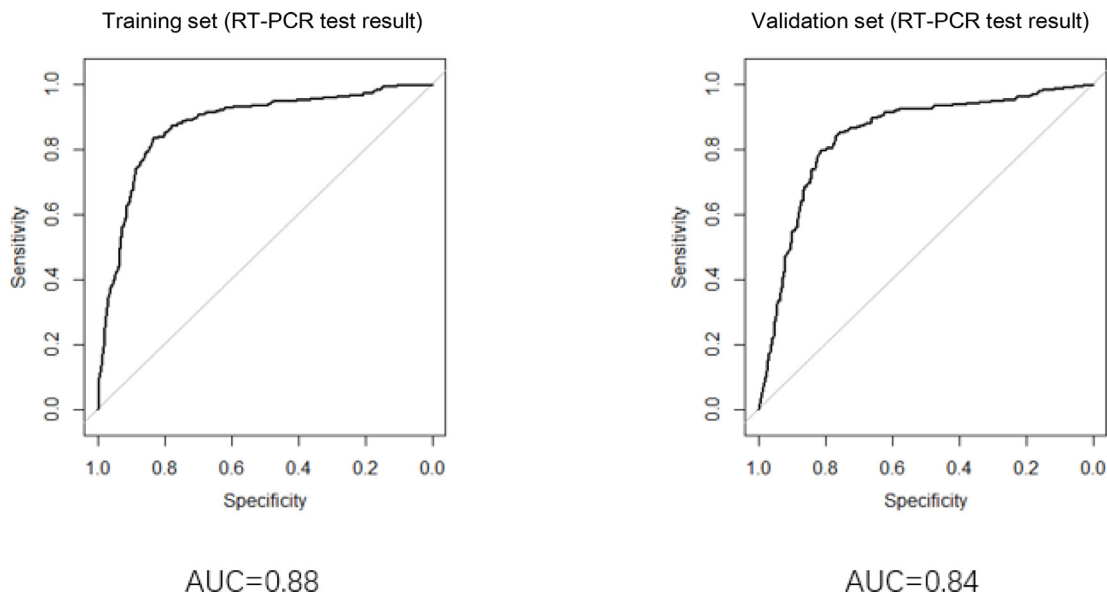 Training set (RT-PCR test result)
1.0
0.8
0.6
0.4
0.2
0.0
Sensitivity
1.0 0.8 0.6 0.4 0.2 0.0
Specificity
AUC=0.88
Validation set (RT-PCR test result)
1.0
0.8
0.6
0.4
0.2
0.0
Sensitivity
1.0 0.8 0.6 0.4 0.2 0.0
Specificity
AUC=0.84